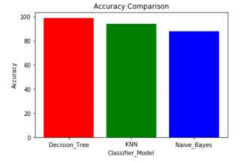 Accuracy Comparison
100
80
60
40
20
0
Accuracy
Decision_Tree KNN Naive_Bayes
Classifier_Model